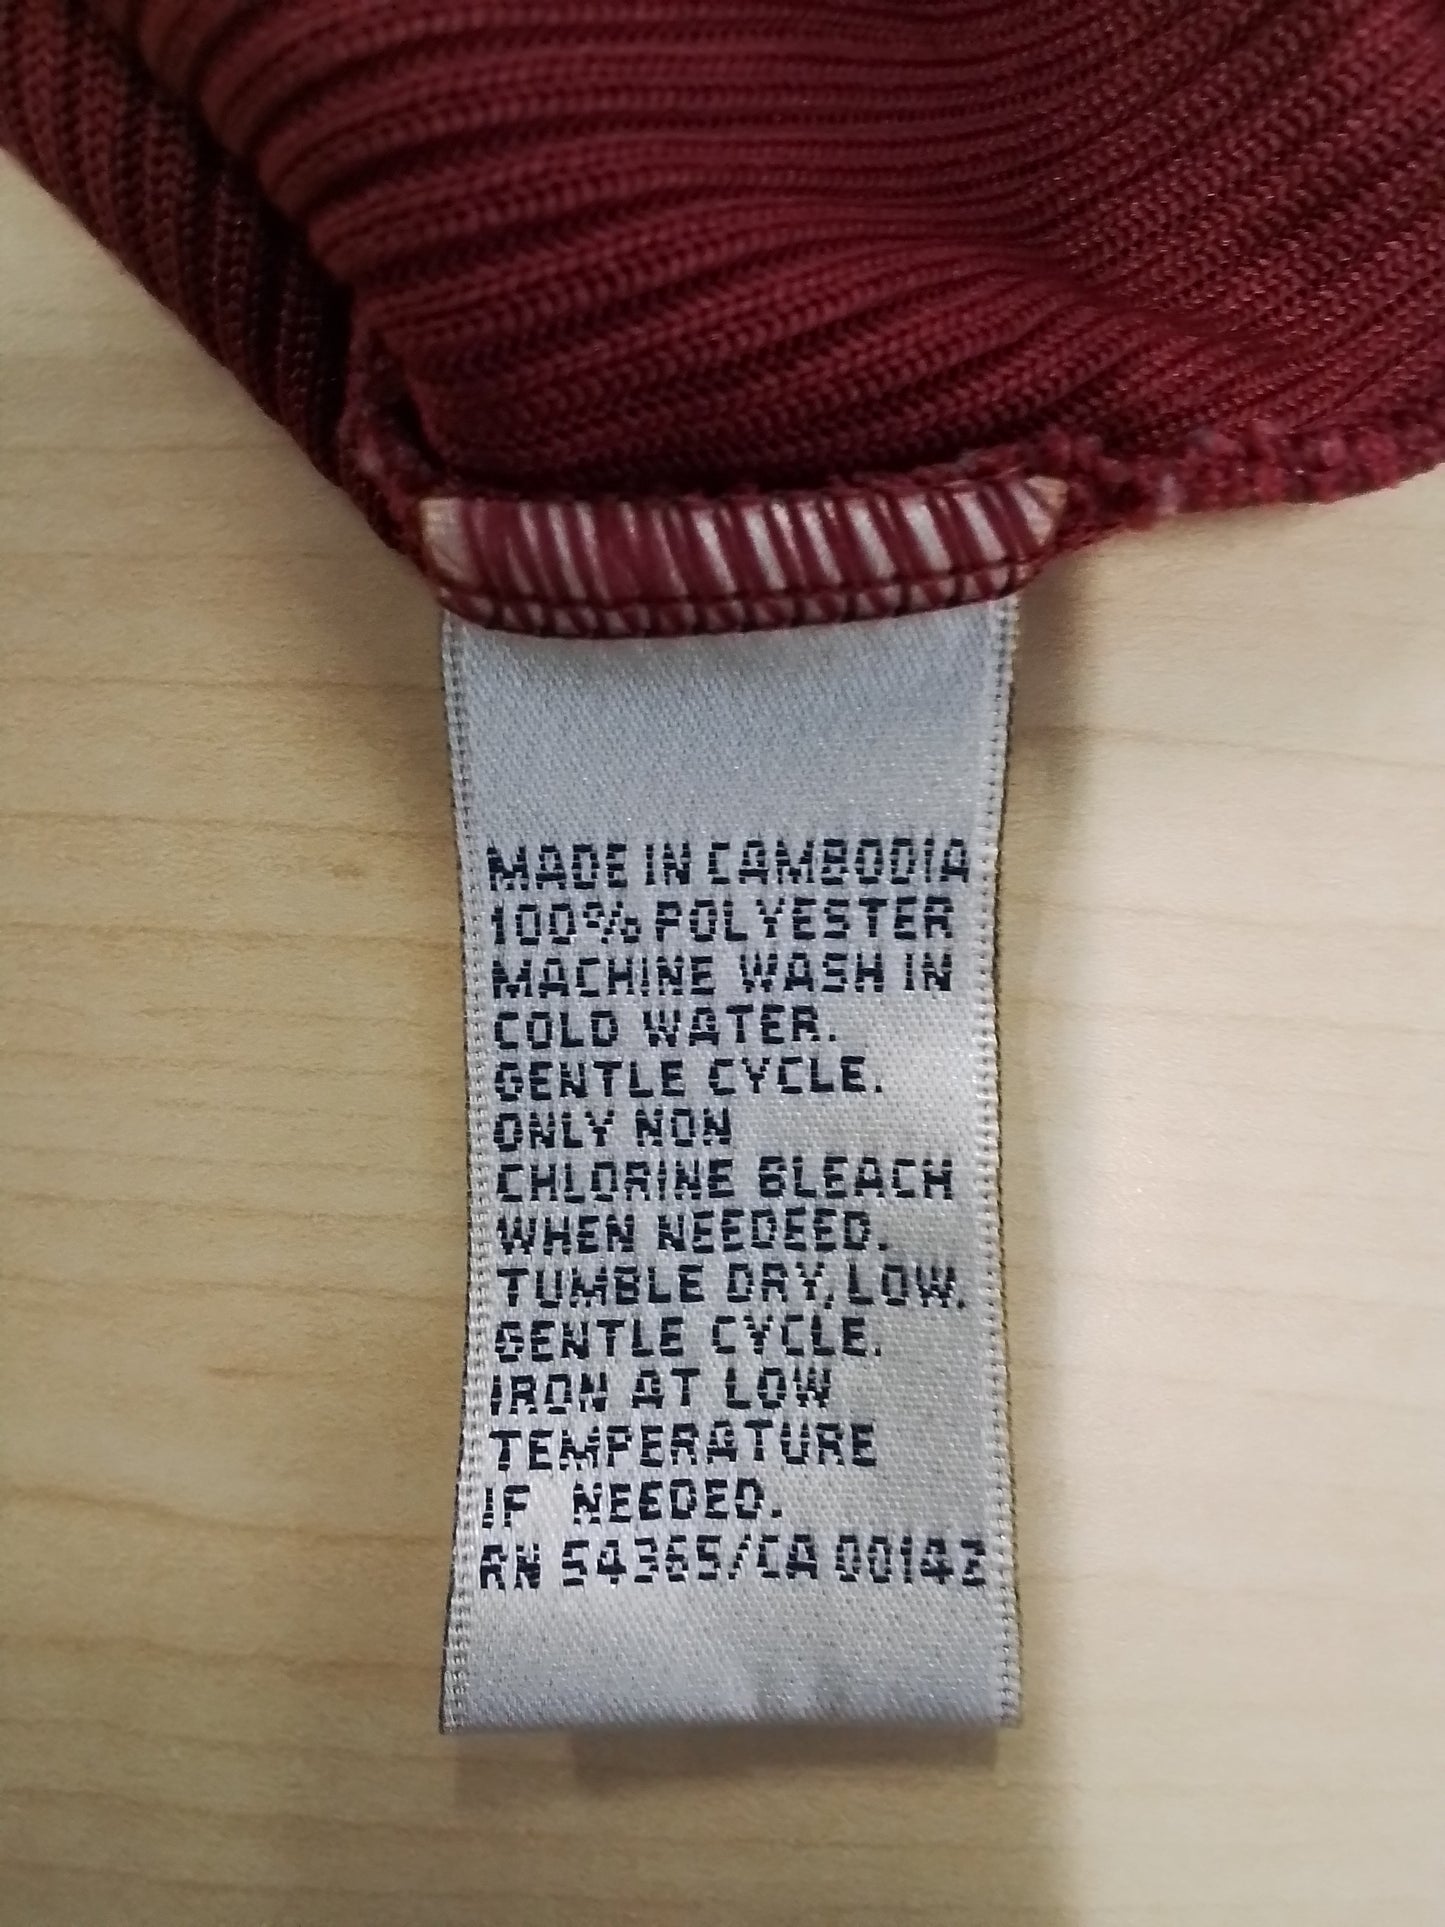 MADE IN CAMBODIA
100% POLYESTER
MACHINE WASH IN
COLD WATER.
GENTLE CYCLE.
ONLY NON
CHLORINE BLEACH
WHEN NEEDEED.
TUMBLE DRY, LOW.
GENTLE CYCLE.
IRON AT LOW
TEMPERATURE
IF NEEDED.
RN 54365/CA 00142